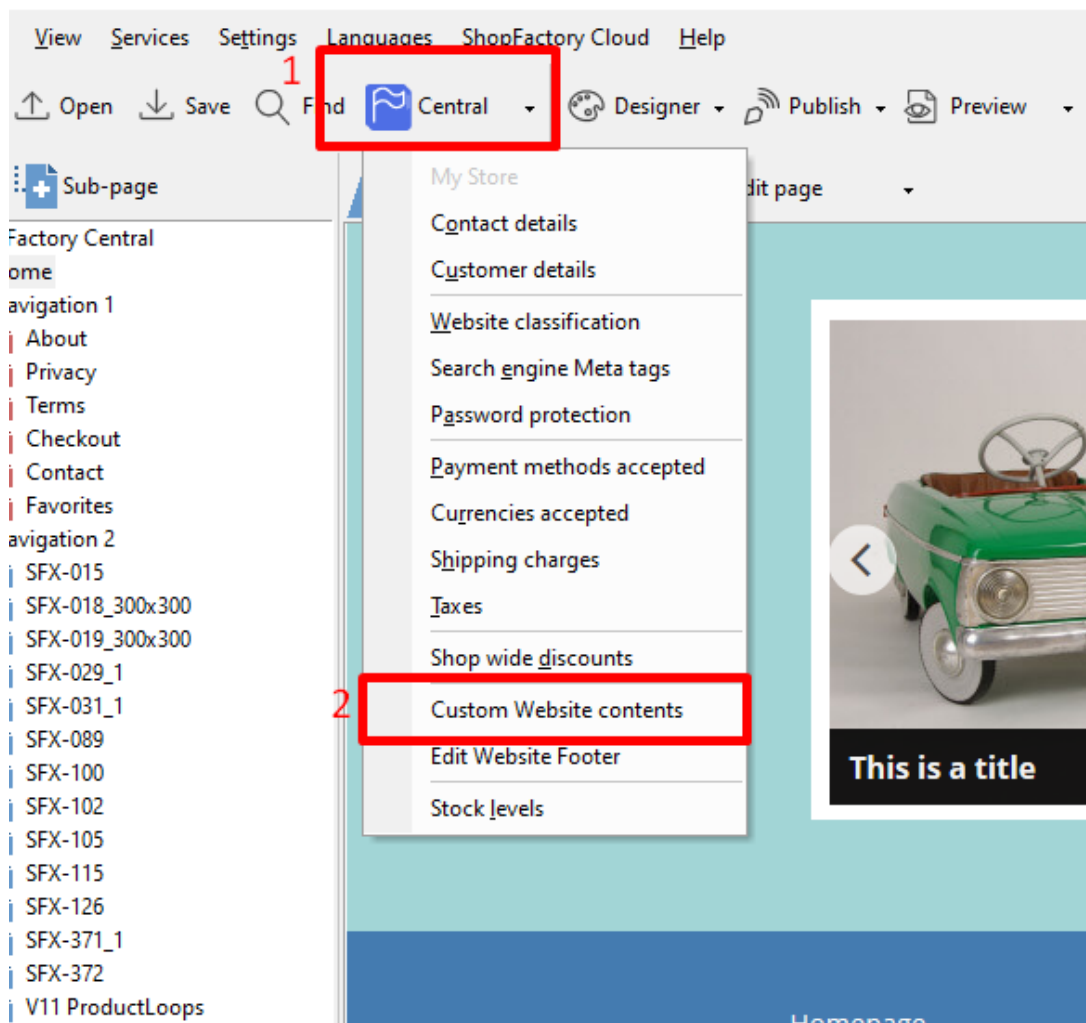 View Services Settings Languages ShopFactory Cloud Help
1
Open Save Find Central Designer Publish Preview
Sub-page
dit page
My Store
Contact details
Customer details
Website classification
Search engine Meta tags
Password protection
Payment methods accepted
Currencies accepted
Shipping charges
Taxes
Shop wide discounts
2
Custom Website contents
Edit Website Footer
Stock levels
Factory Central
ome
avigation 1
About
Privacy
Terms
Checkout
Contact
Favorites
avigation 2
SFX-015
SFX-018_300x300
SFX-019_300x300
SFX-029_1
SFX-031_1
SFX-089
SFX-100
SFX-102
SFX-105
SFX-115
SFX-126
SFX-371_1
SFX-372
V11 ProductLoops
This is a title
Homepage